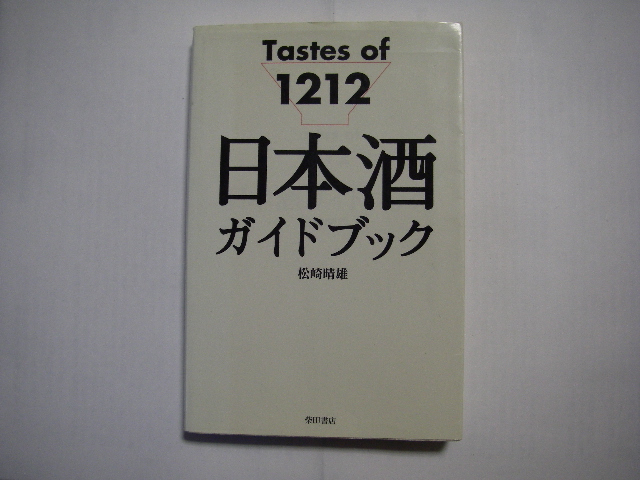 Tastes of
1212
日本酒
ガイドブック
松崎晴雄
柴田書店